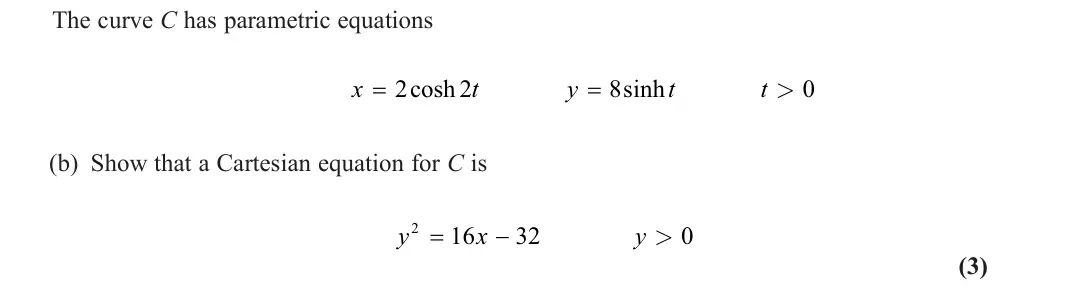 The curve C has parametric equations
x = 2cosh 2t y = 8sinh t t > 0
(b) Show that a Cartesian equation for C is
y² = 16x − 32 y > 0
(3)